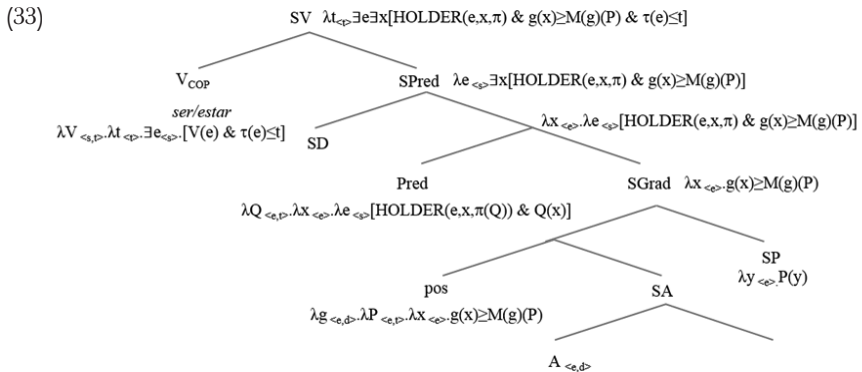 (33)
SV λt<τ>∃e∃x[HOLDER(e,x,π) & g(x)≥M(g)(P) & τ(e)≤t]
V_COP SPred λe<s>∃x[HOLDER(e,x,π) & g(x)≥M(g)(P)]
ser/estar
λx<e>.λe<s>[HOLDER(e,x,π) & g(x)≥M(g)(P)]
λV<s,t>.λt<τ>.∃e<s>.[V(e) & τ(e)≤t] SD
Pred SGrad λx<e>.g(x)≥M(g)(P)
λQ<e,t>.λx<e>.λe<s>[HOLDER(e,x,π(Q)) & Q(x)]
SP
λy<e>.P(y)
pos SA
λg<e,d>.λP<e,t>.λx<e>.g(x)≥M(g)(P)
A<e,d>